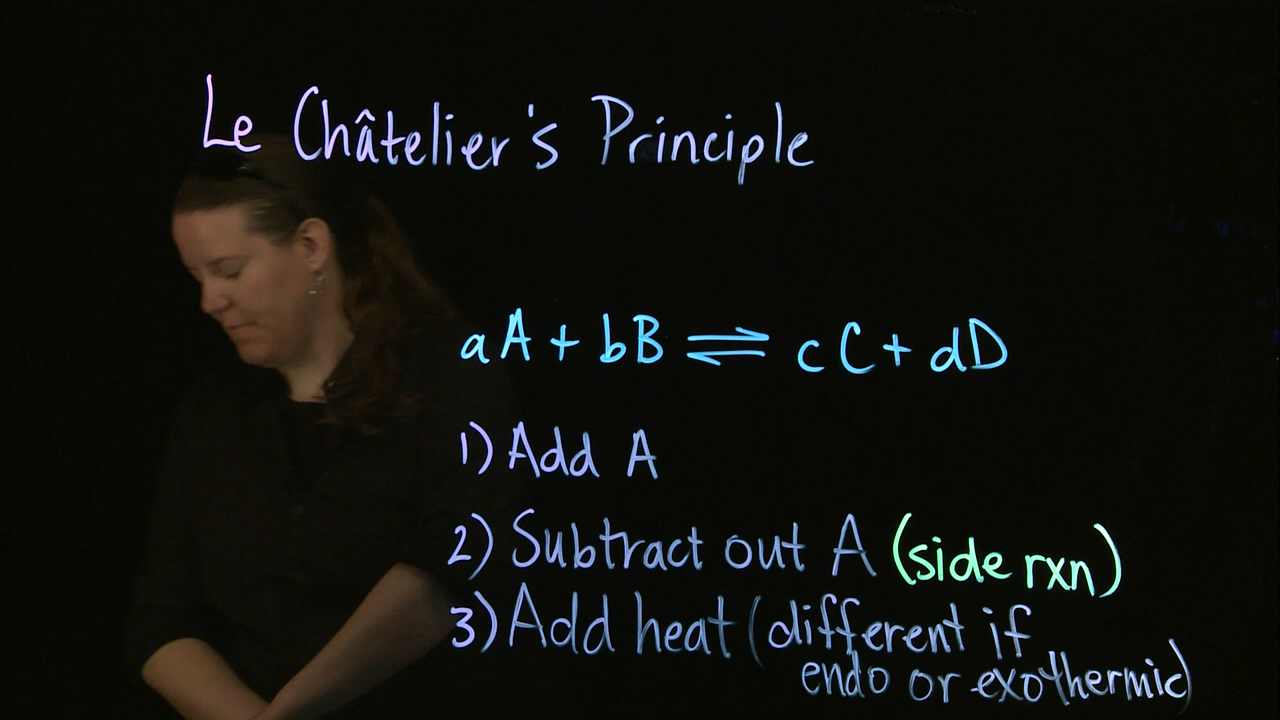 Le Châtelier's Principle
aA + bB ⇌ cC + dD
1) Add A
2) Subtract out A (side rxn)
3) Add heat (different if
endo or exothermic)